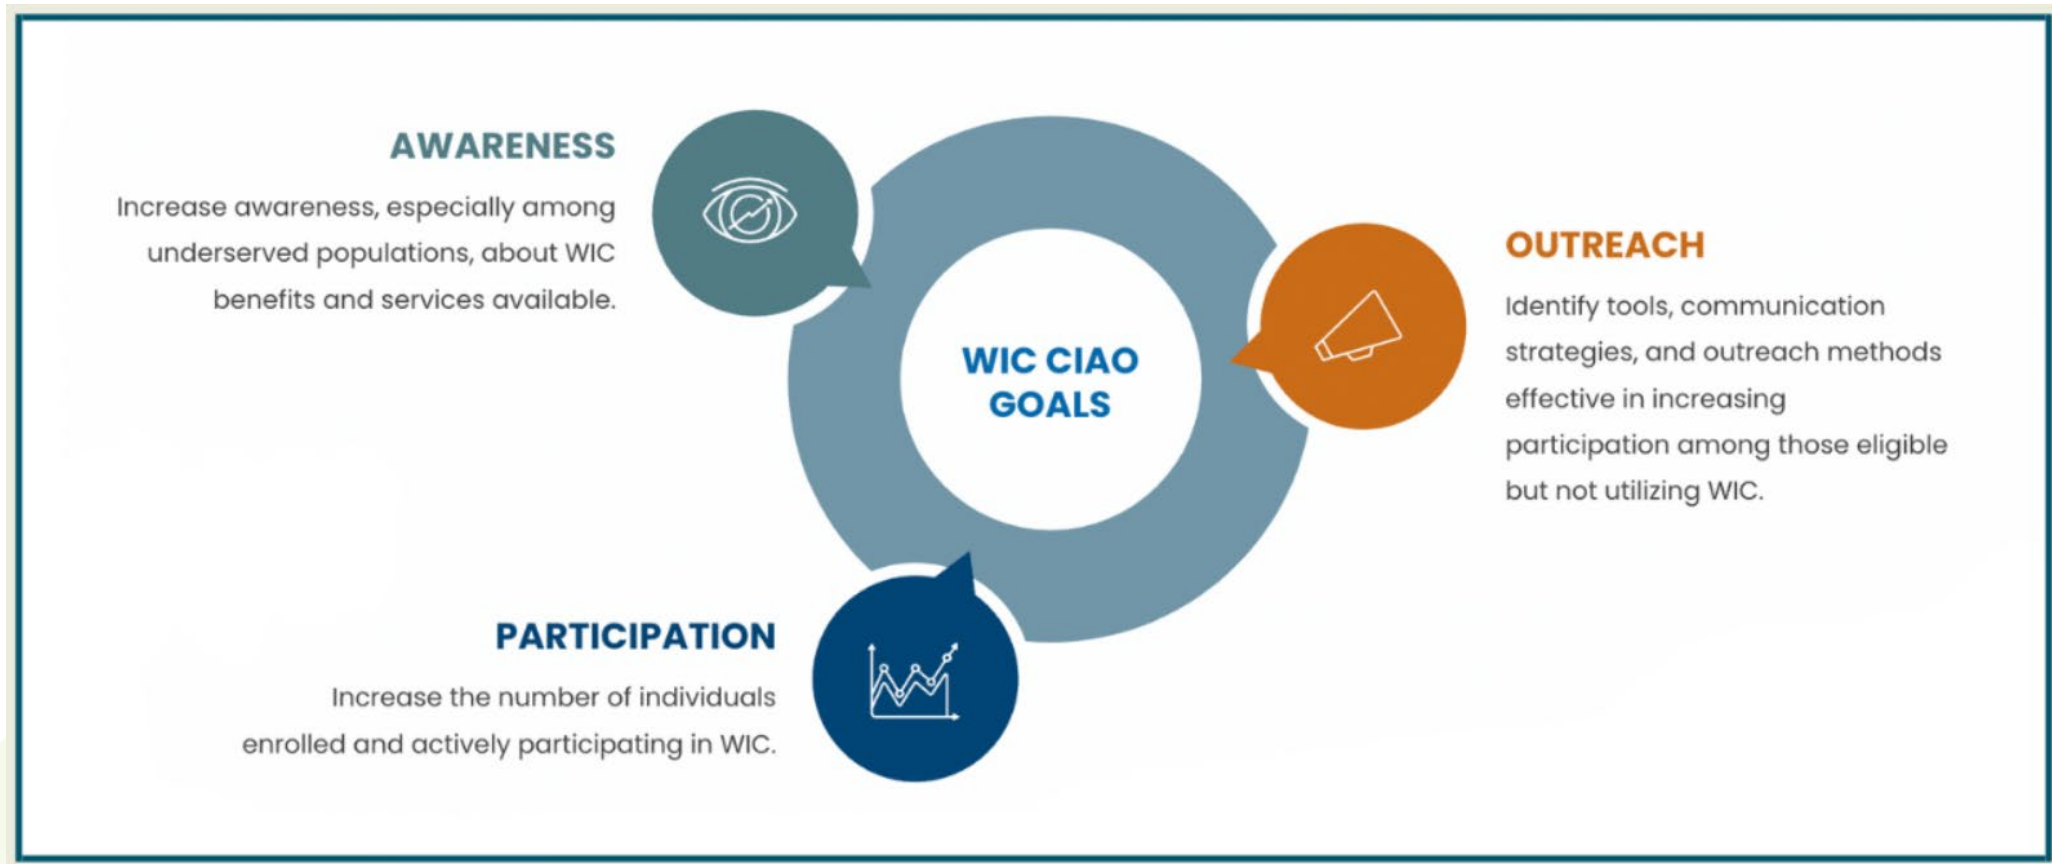 AWARENESS
Increase awareness, especially among
underserved populations, about WIC
benefits and services available.
WIC CIAO
GOALS
OUTREACH
Identify tools, communication
strategies, and outreach methods
effective in increasing
participation among those eligible
but not utilizing WIC.
PARTICIPATION
Increase the number of individuals
enrolled and actively participating in WIC.